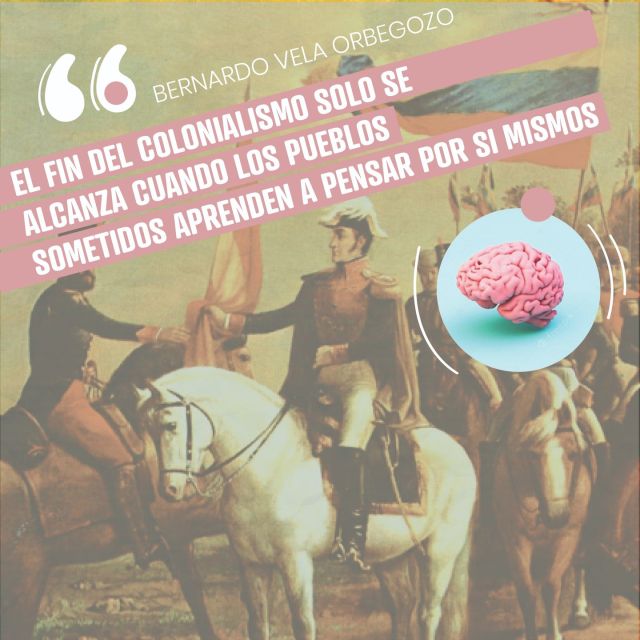 BERNARDO VELA ORBEGOZO
EL FIN DEL COLONIALISMO SOLO SE
ALCANZA CUANDO LOS PUEBLOS
SOMETIDOS APRENDEN A PENSAR POR SI MISMOS